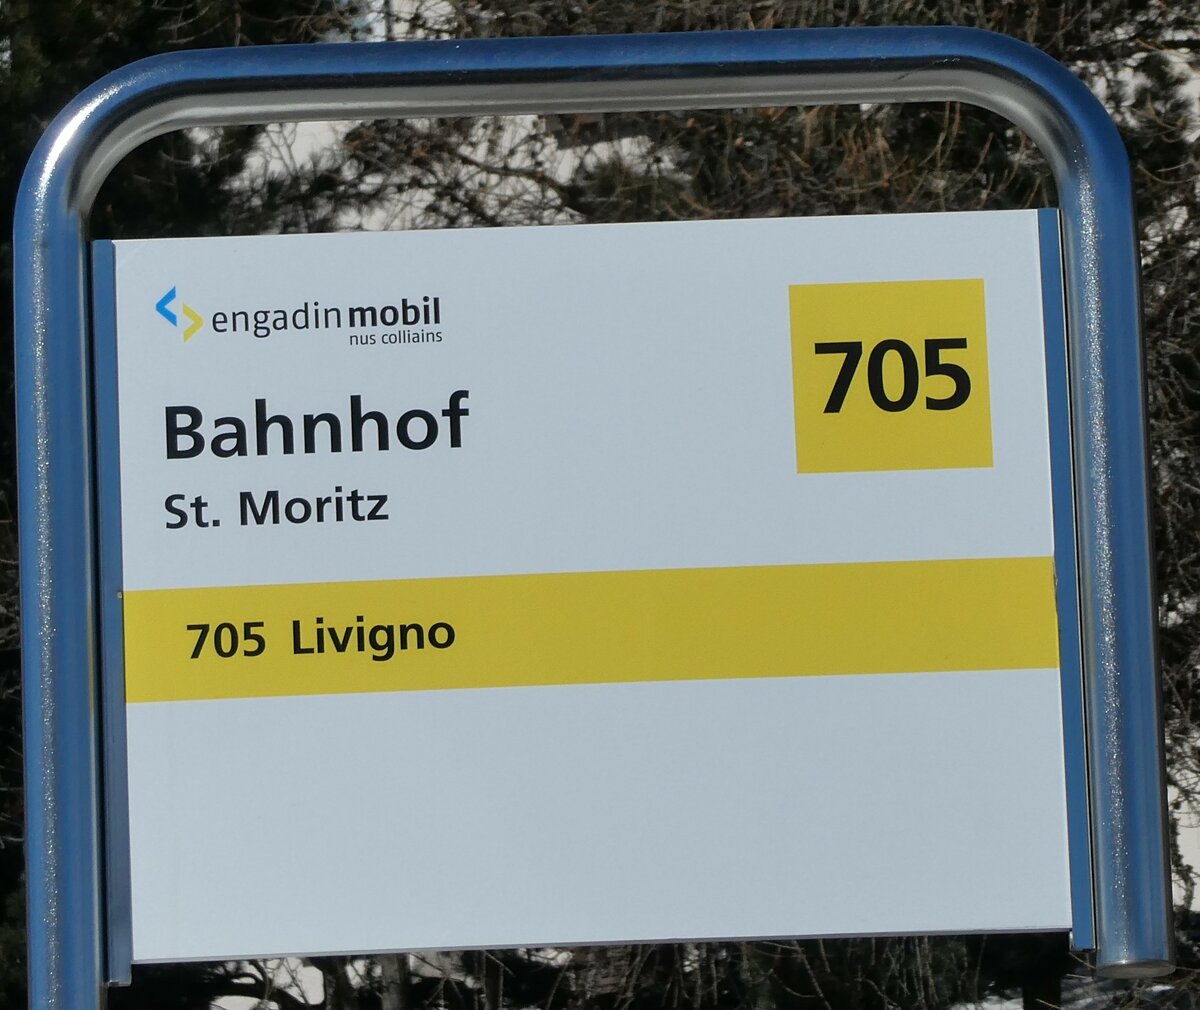 engadin mobil
nus colliains
705
Bahnhof
St. Moritz
705 Livigno